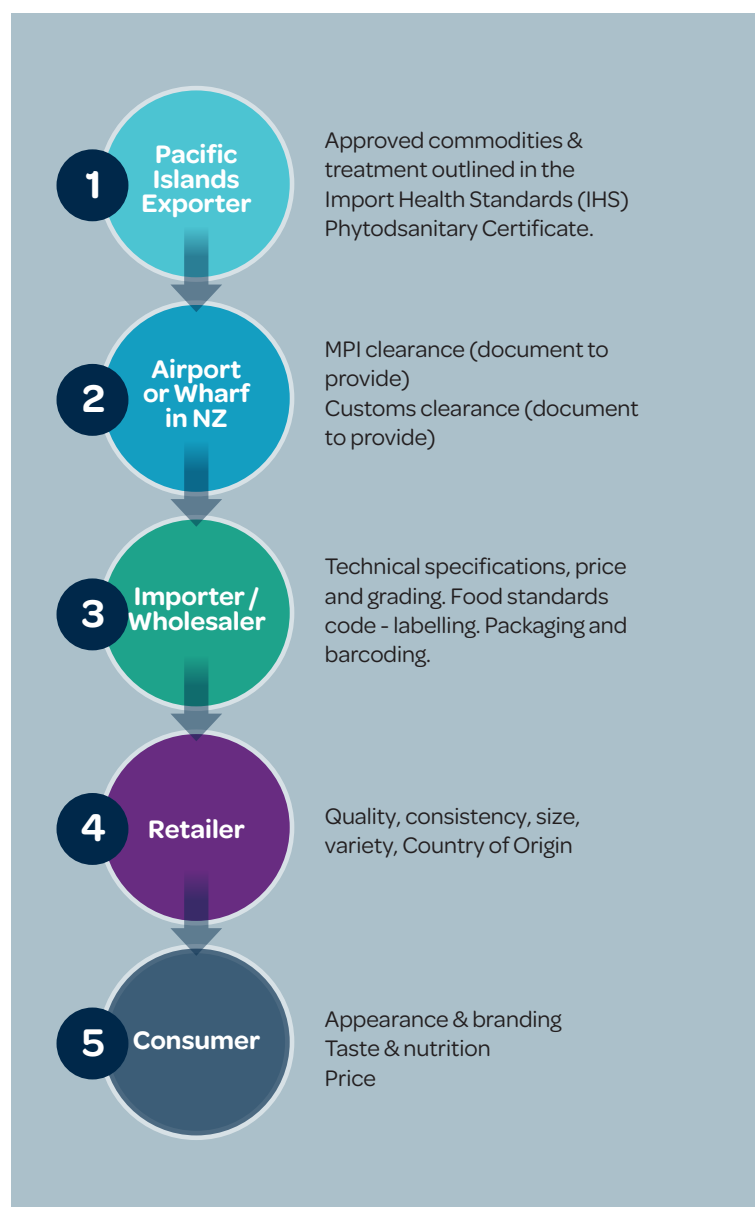 1
Pacific
Islands
Exporter
Approved commodities &
treatment outlined in the
Import Health Standards (IHS)
Phytodsanitary Certificate.
2
Airport
or Wharf
in NZ
MPI clearance (document to
provide)
Customs clearance (document
to provide)
3
Importer /
Wholesaler
Technical specifications, price
and grading. Food standards
code - labelling. Packaging and
barcoding.
4
Retailer
Quality, consistency, size,
variety, Country of Origin
5
Consumer
Appearance & branding
Taste & nutrition
Price